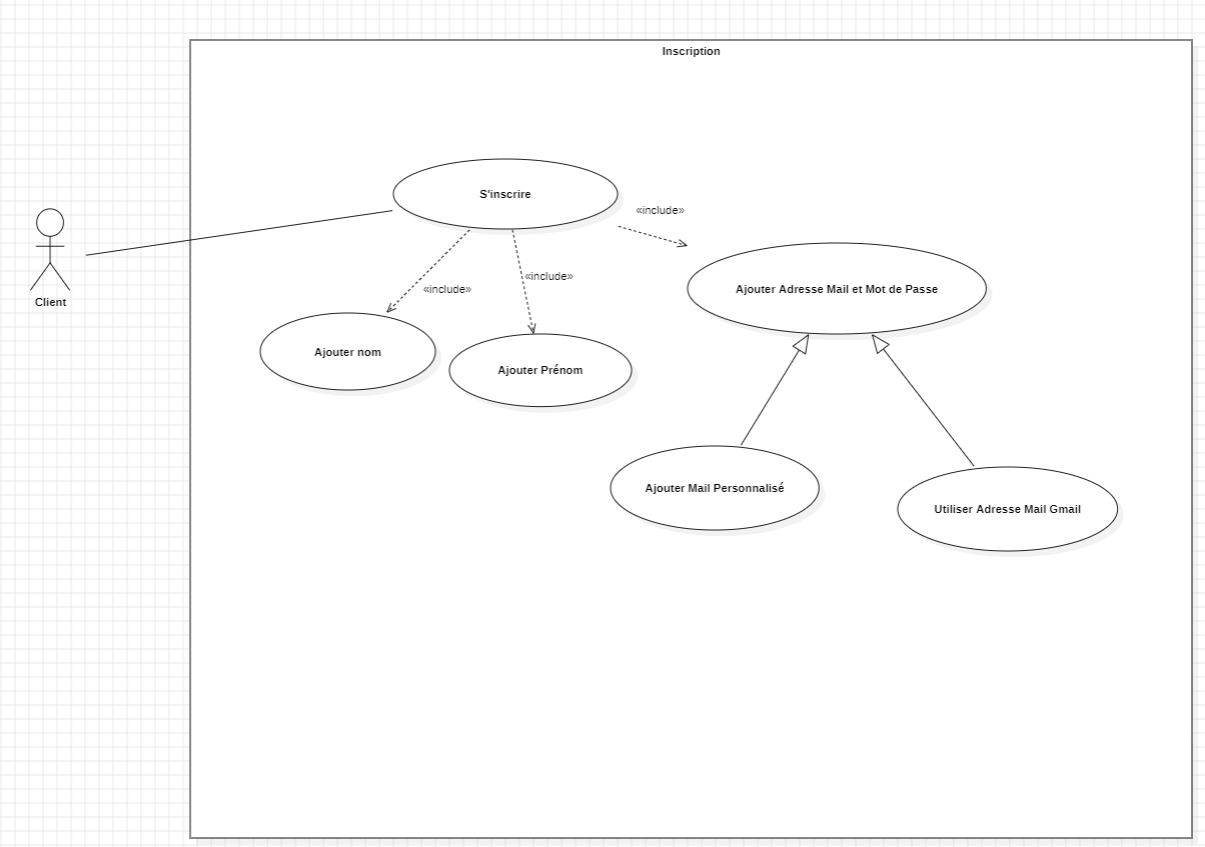 Inscription
S'inscrire
«include»
Client
«include»
«include»
Ajouter Adresse Mail et Mot de Passe
Ajouter nom
Ajouter Prénom
Ajouter Mail Personnalisé
Utiliser Adresse Mail Gmail